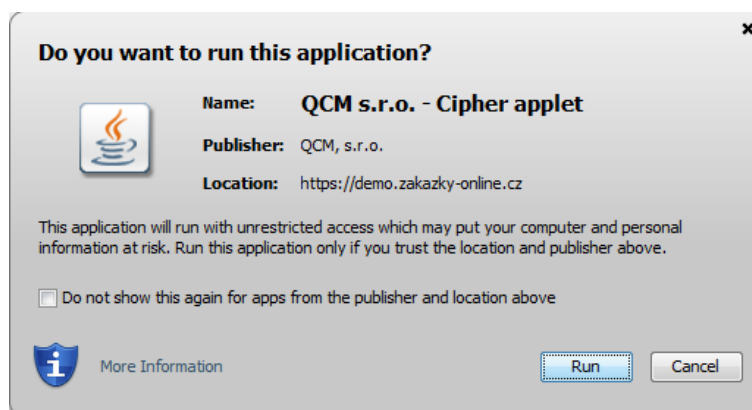 Do you want to run this application?
Name: QCM s.r.o. - Cipher applet
Publisher: QCM, s.r.o.
Location: https://demo.zakazky-online.cz
This application will run with unrestricted access which may put your computer and personal
information at risk. Run this application only if you trust the location and publisher above.
Do not show this again for apps from the publisher and location above
More Information
Run
Cancel